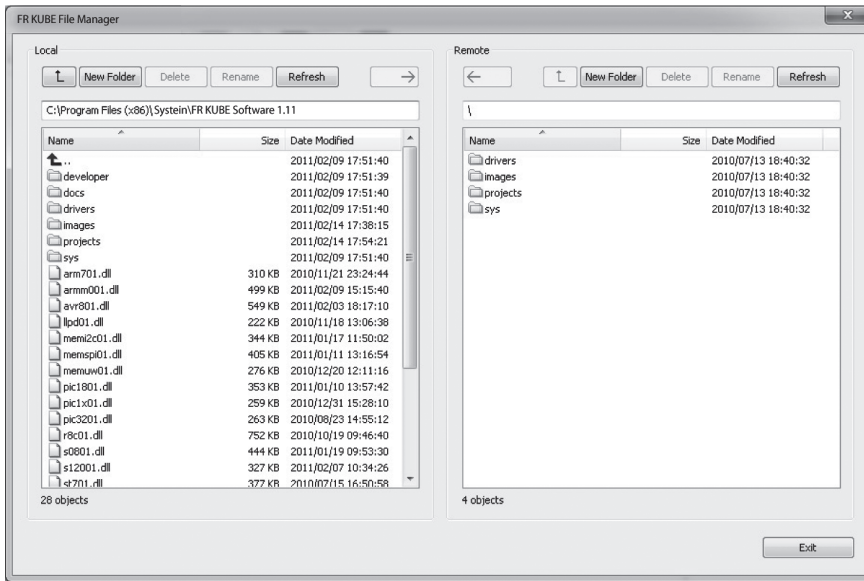 FR KUBE File Manager
x
Local
New Folder Delete Rename Refresh
C:\Program Files (x86)\Systein\FR KUBE Software 1.11
Name Size Date Modified
.. 2011/02/09 17:51:40
developer 2011/02/09 17:51:39
docs 2011/02/09 17:51:40
drivers 2011/02/09 17:51:40
images 2011/02/14 17:38:15
projects 2011/02/14 17:54:21
sys 2011/02/09 17:51:40
arm701.dll 310 KB 2010/11/21 23:24:44
armm001.dll 499 KB 2011/02/09 15:15:40
avr801.dll 549 KB 2011/02/03 18:17:10
llpd01.dll 222 KB 2010/11/18 13:06:38
memi2c01.dll 344 KB 2011/01/17 11:50:02
memspi01.dll 405 KB 2011/01/11 13:16:54
memuw01.dll 276 KB 2010/12/20 12:11:16
pic1801.dll 353 KB 2011/01/10 13:57:42
pic1x01.dll 259 KB 2010/12/31 15:28:10
pic3201.dll 263 KB 2010/08/23 14:55:12
r8c01.dll 752 KB 2010/10/19 09:46:40
s0801.dll 444 KB 2011/01/19 09:53:30
s12001.dll 327 KB 2011/02/07 10:34:26
st701.dll 377 KB 2010/07/15 16:50:58
28 objects
Remote
New Folder Delete Rename Refresh
\
Name Size Date Modified
drivers 2010/07/13 18:40:32
images 2010/07/13 18:40:32
projects 2010/07/13 18:40:32
sys 2010/07/13 18:40:32
4 objects
Exit